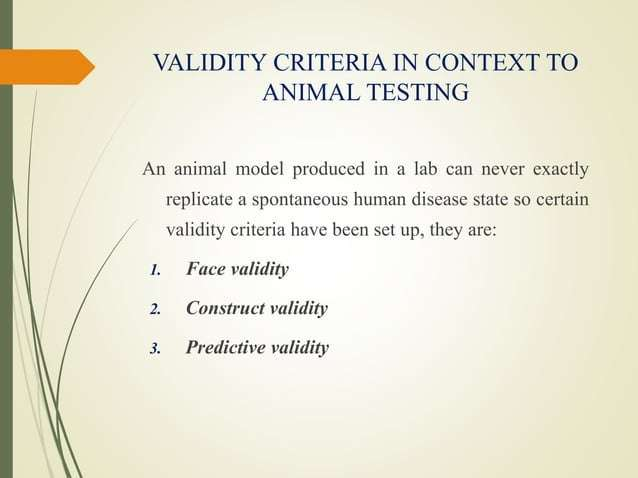 VALIDITY CRITERIA IN CONTEXT TO
ANIMAL TESTING
An animal model produced in a lab can never exactly
replicate a spontaneous human disease state so certain
validity criteria have been set up, they are:
1. Face validity
2. Construct validity
3. Predictive validity